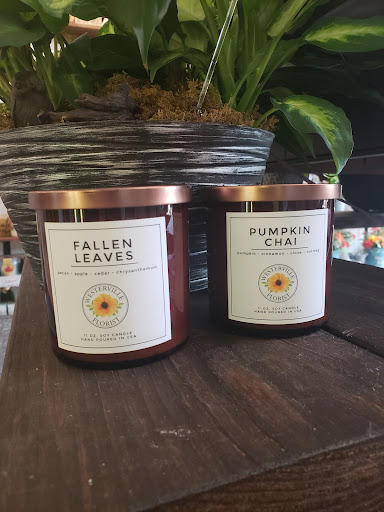 FALLEN
LEAVES
pecan - apple - cedar - chrysanthemum
WESTERVILLE
FLORIST
11 OZ. SOY CANDLE
HAND POURED IN USA
PUMPKIN
CHAI
pumpkin - cinnamon - clove - nutmeg
WESTERVILLE
FLORIST
11 OZ. SOY CANDLE
HAND POURED IN USA